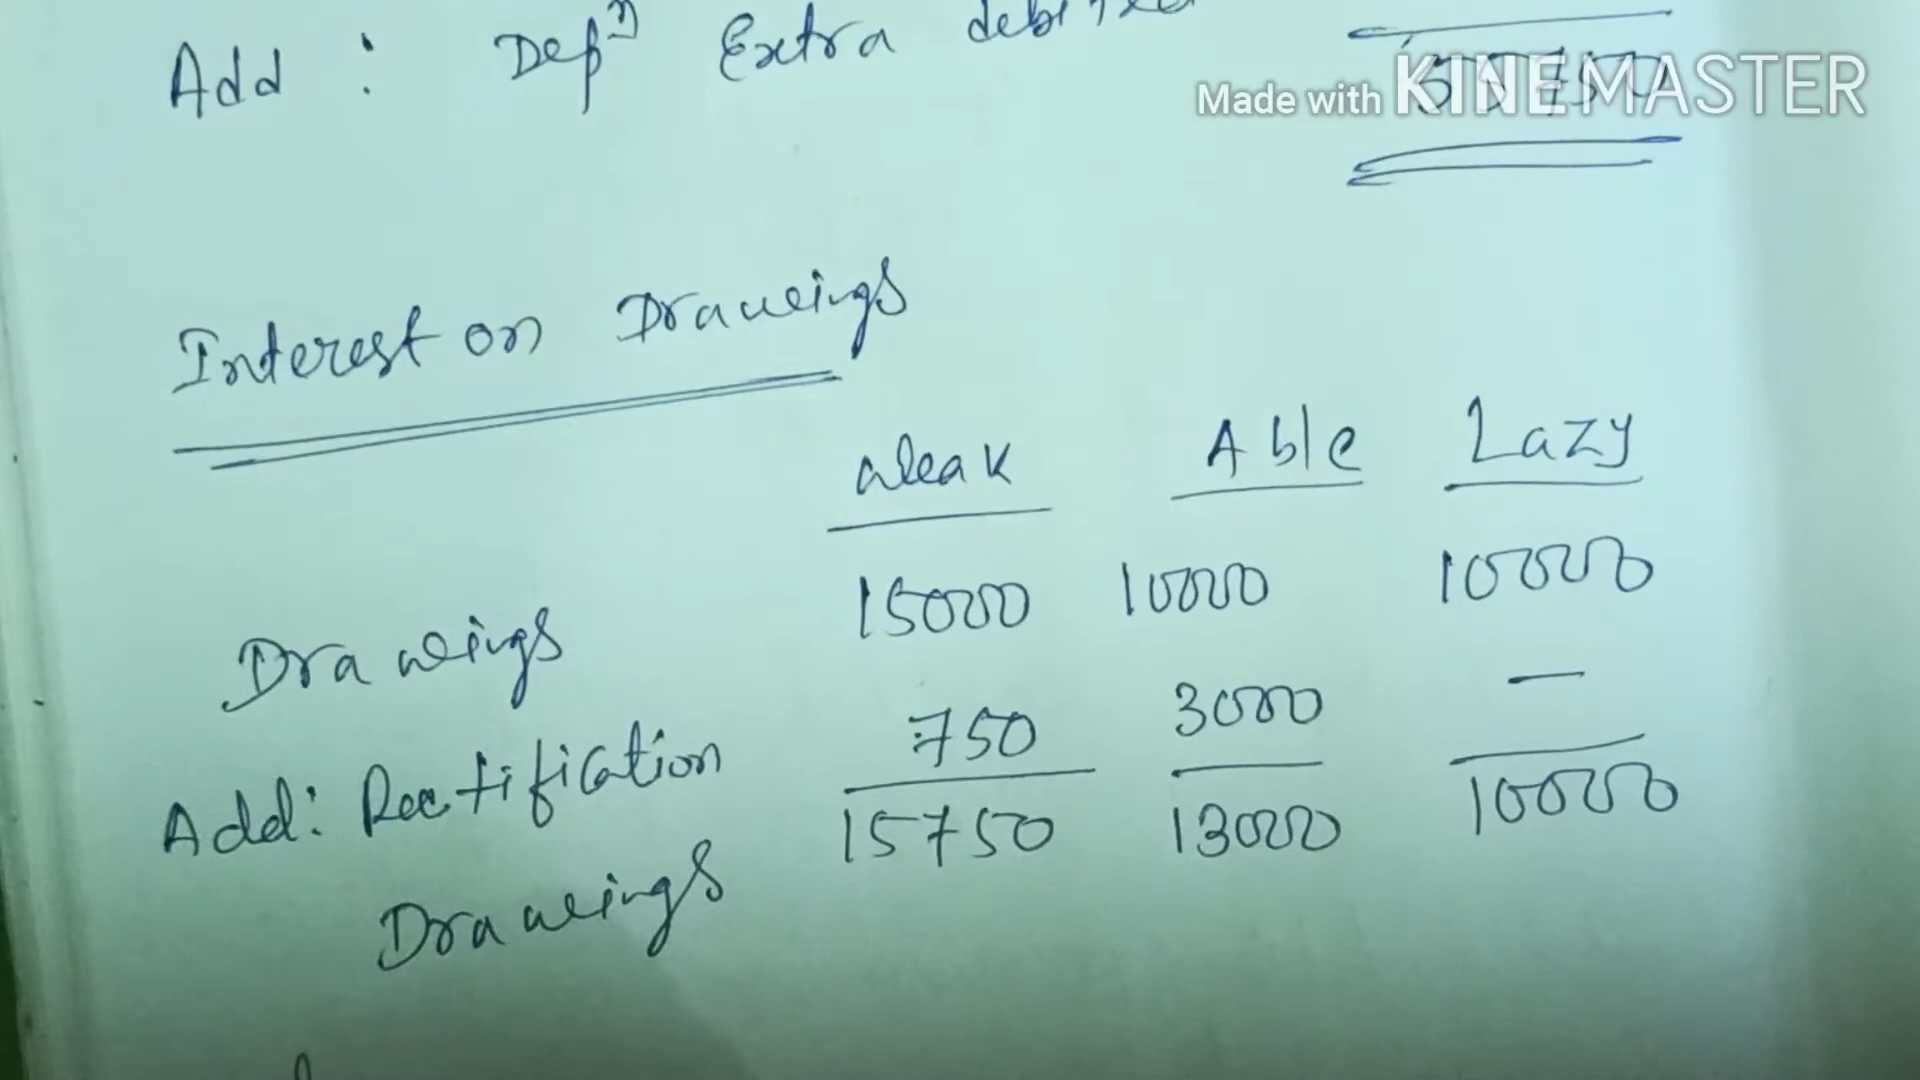 Add : Depn Extra debited
Made with KINEMASTER
Interest on Drawings
Weak Able Lazy
Drawings 15000 10000 10000
Add: Rectification 750 3000 —
Drawings 15750 13000 10000